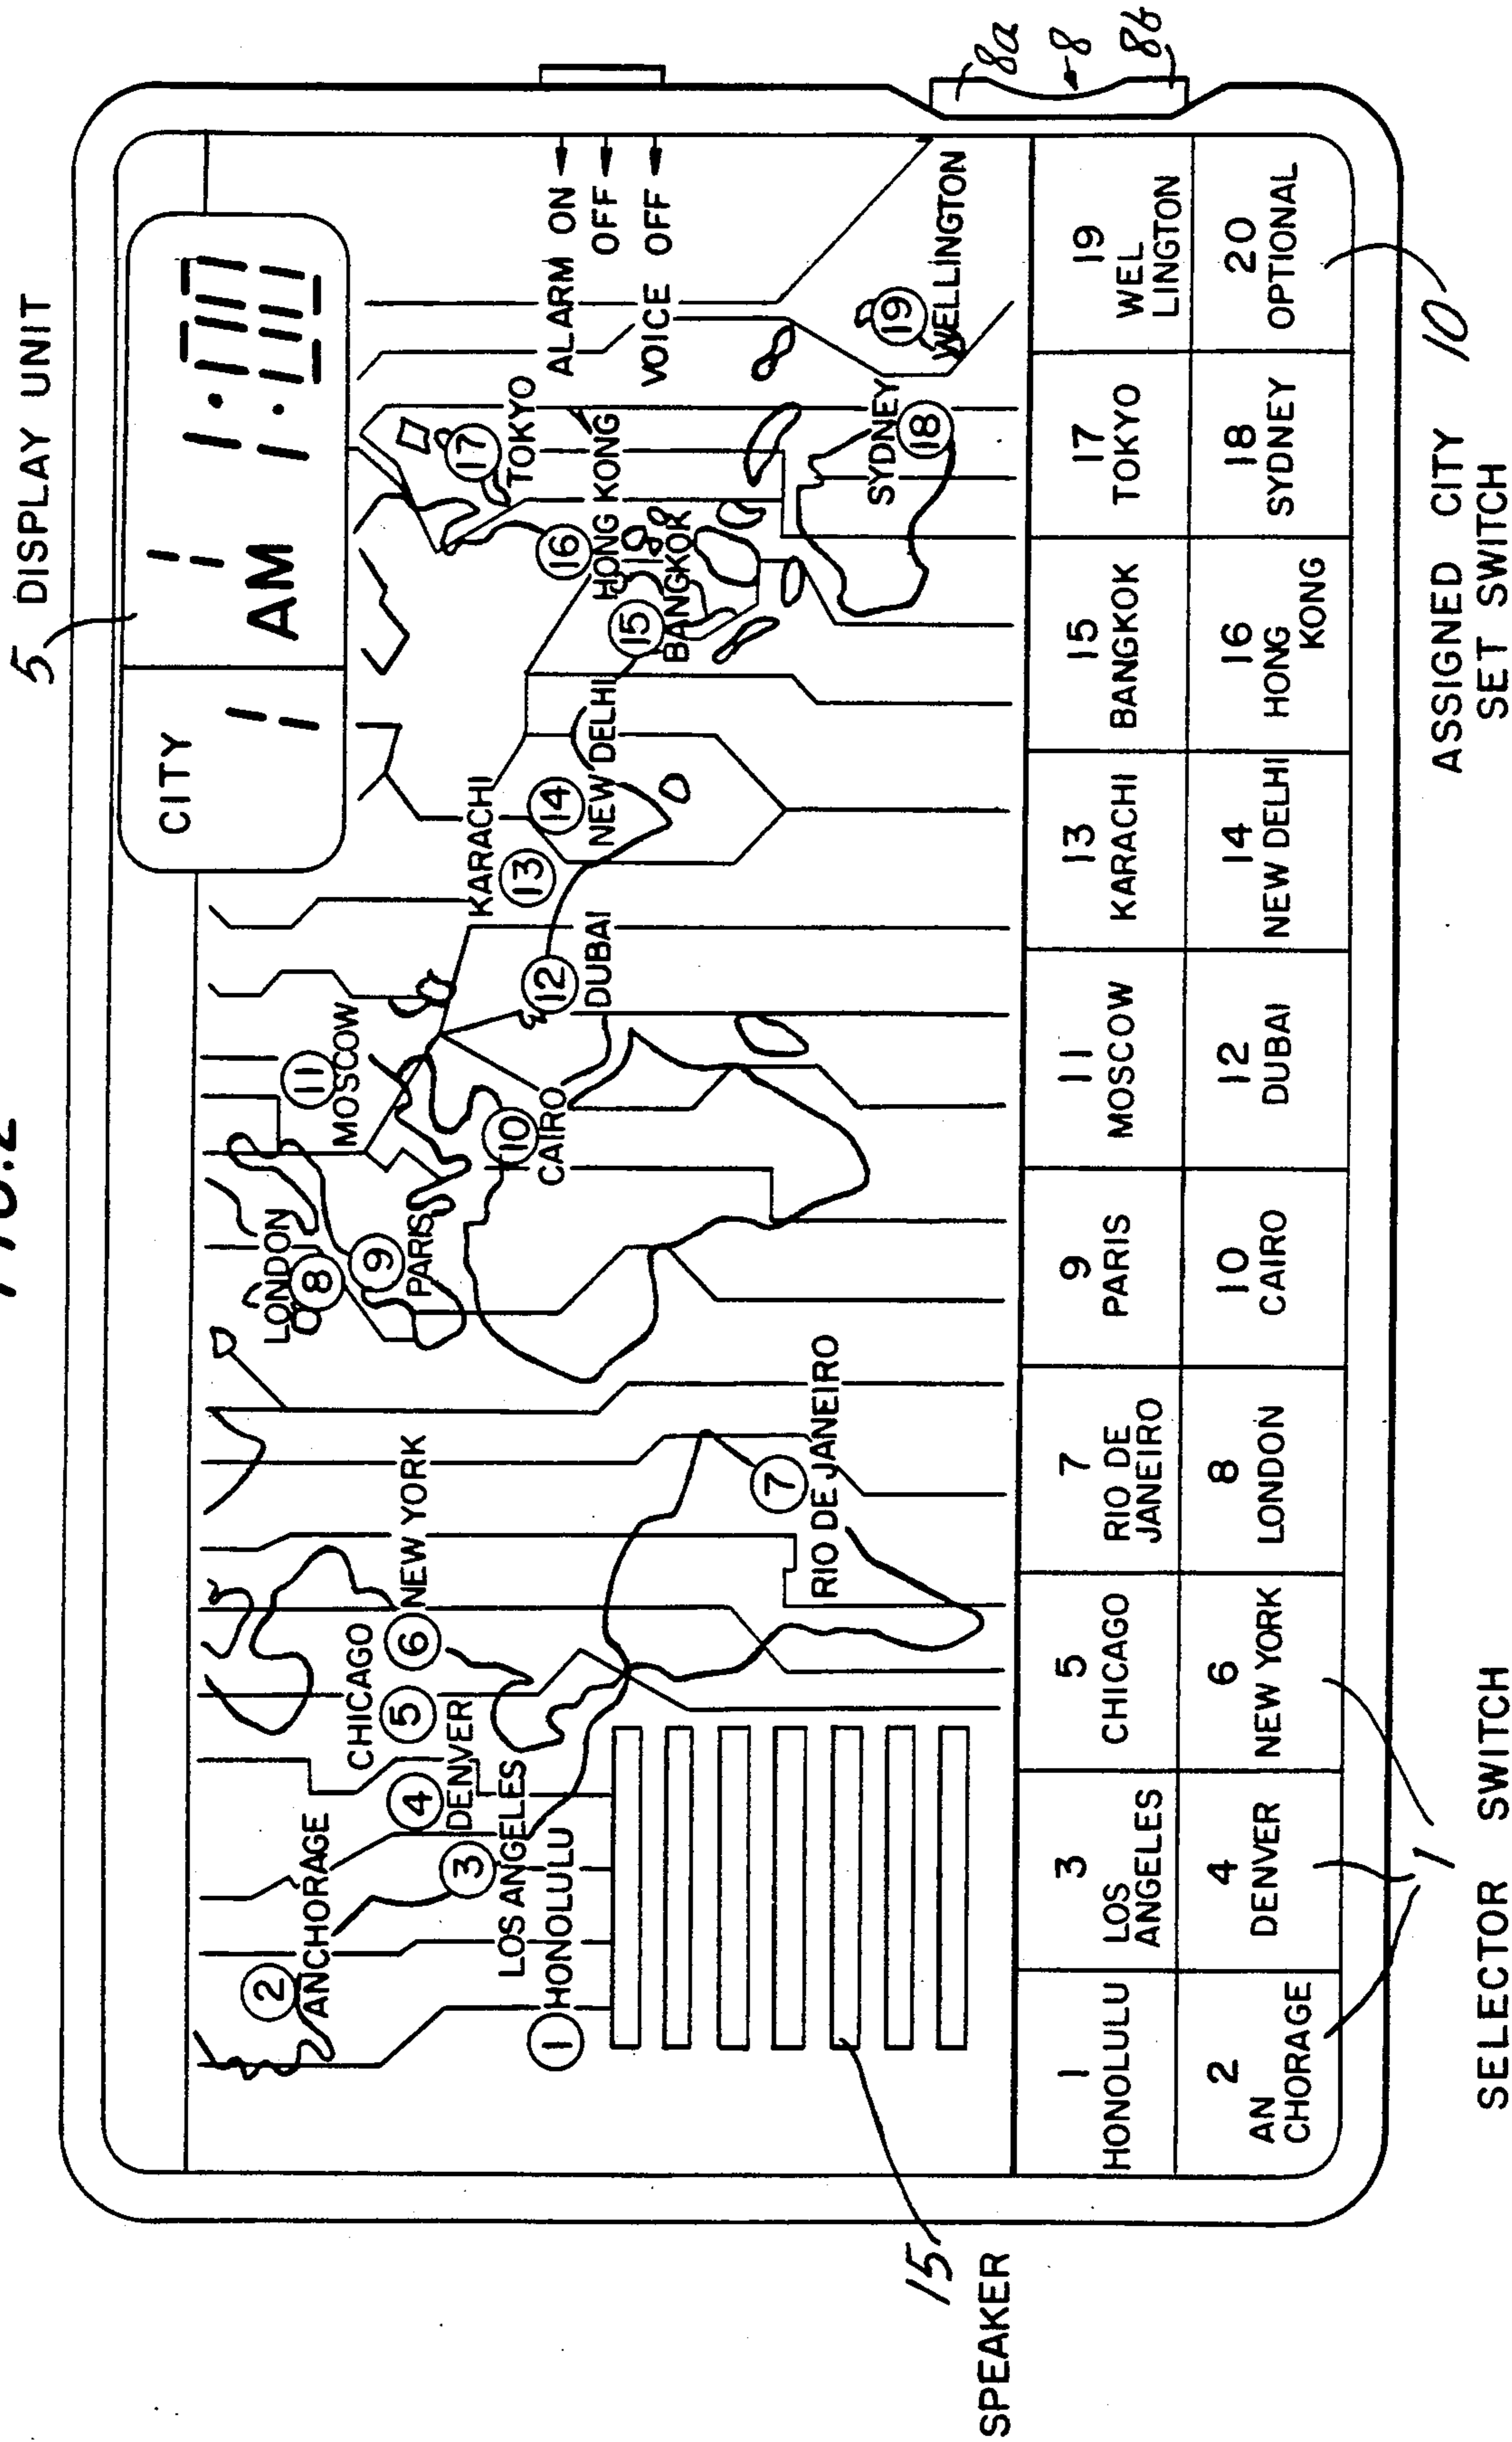 FIG.2
5 DISPLAY UNIT
CITY
1
1
AM 1:00
ALARM ON
OFF
VOICE OFF
8a
8
8b
2
ANCHORAGE
CHICAGO
5
6
NEW YORK
4
DENVER
3
LOS ANGELES
1
HONOLULU
7
RIO DE JANEIRO
LONDON
8
9
PARIS
11
MOSCOW
10
CAIRO
12
DUBAI
KARACHI
13
14
NEW DELHI
15
BANGKOK
16
HONG KONG
17
TOKYO
SYDNEY
18
19
WELLINGTON
15
SPEAKER
1
HONOLULU
3
LOS
ANGELES
5
CHICAGO
7
RIO DE
JANEIRO
9
PARIS
11
MOSCOW
13
KARACHI
15
BANGKOK
17
TOKYO
19
WEL
LINGTON
2
AN
CHORAGE
4
DENVER
6
NEW YORK
8
LONDON
10
CAIRO
12
DUBAI
14
NEW DELHI
16
HONG
KONG
18
SYDNEY
20
OPTIONAL
1
SELECTOR SWITCH
10
ASSIGNED CITY
SET SWITCH